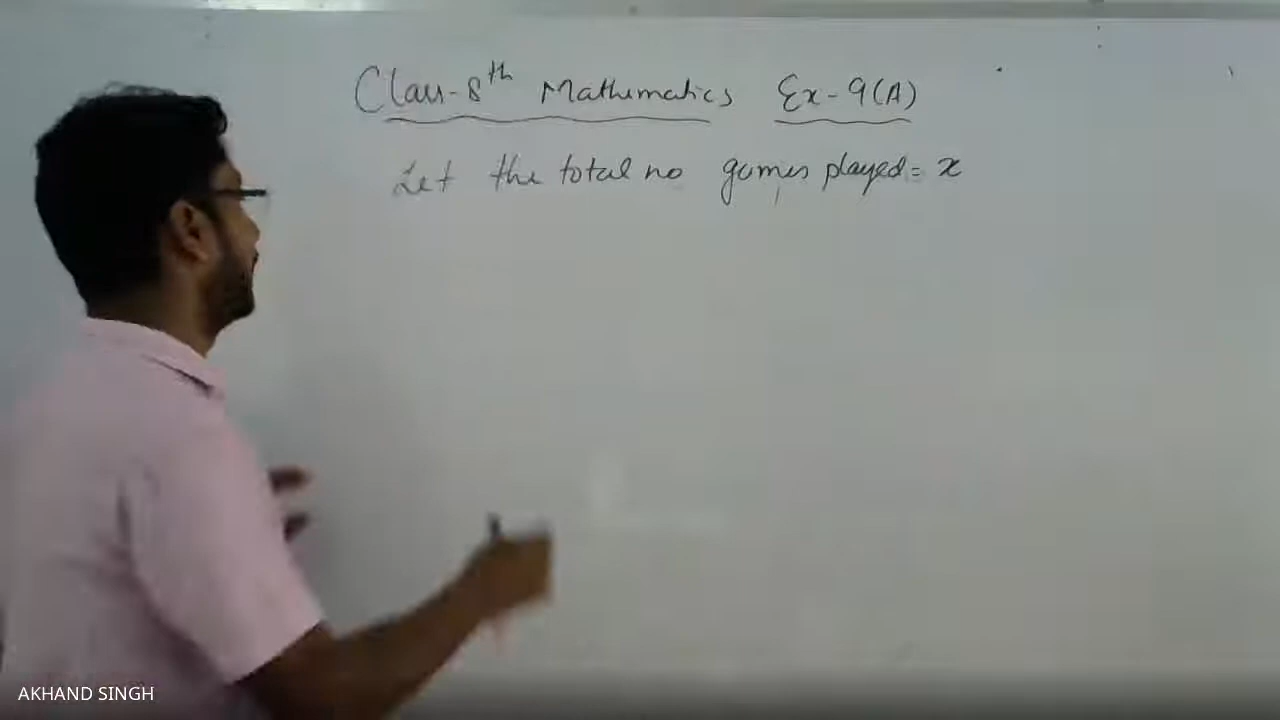 Class-8th Mathematics Ex-9(A)
Let the total no games played = x
AKHAND SINGH